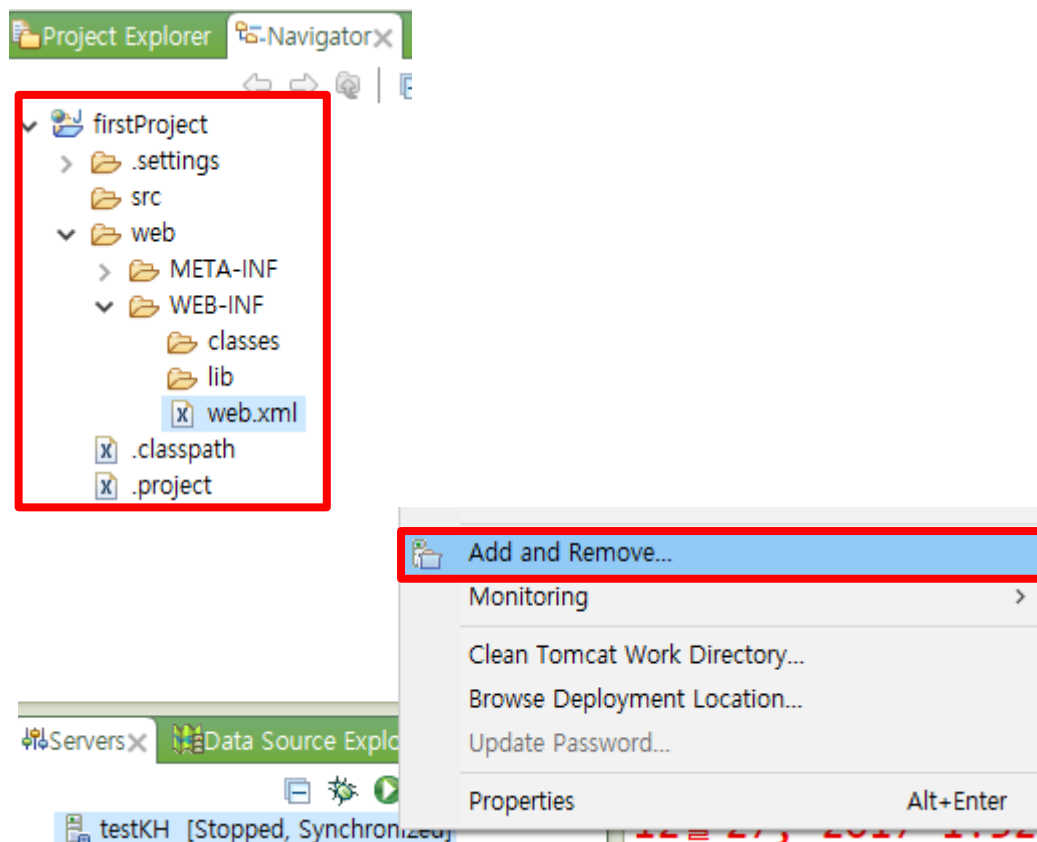 Project Explorer Navigator
firstProject
.settings
src
web
META-INF
WEB-INF
classes
lib
web.xml
.classpath
.project
Add and Remove...
Monitoring
Clean Tomcat Work Directory...
Browse Deployment Location...
Servers Data Source Explo
Update Password...
Properties Alt+Enter
testKH [Stopped, Synchronized]